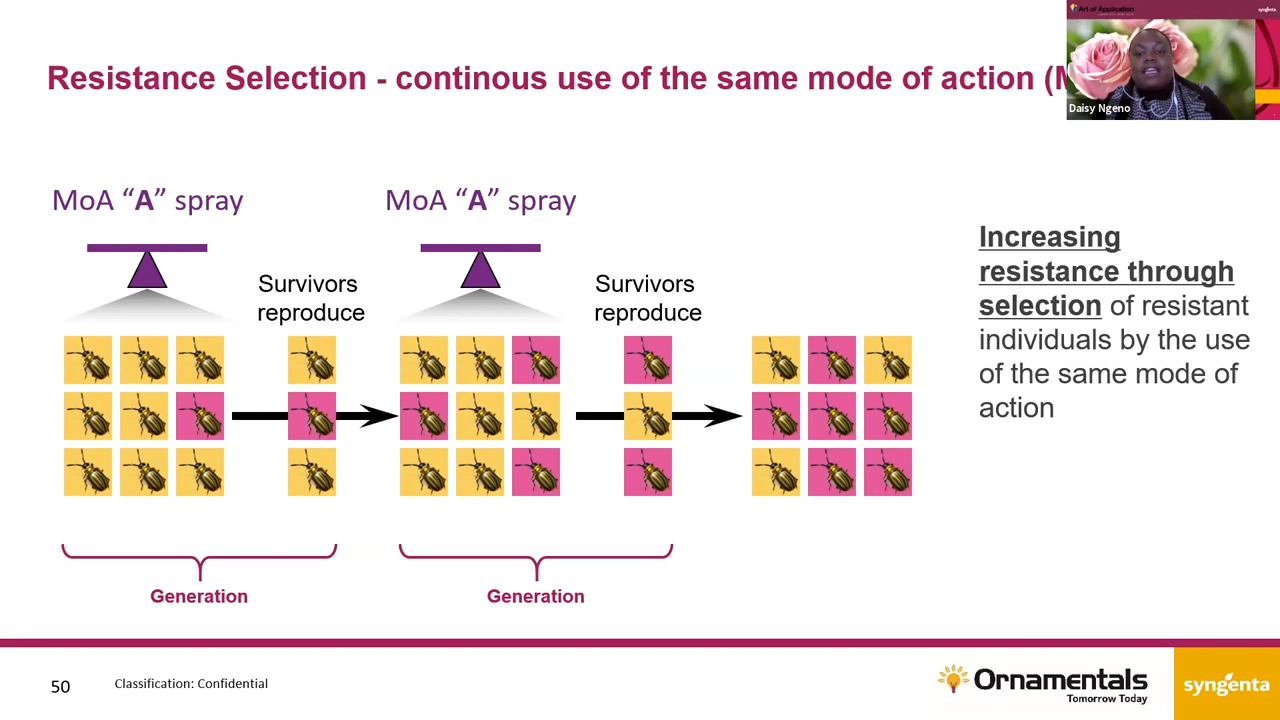 Resistance Selection - continous use of the same mode of action (
Art of Application
syngenta
Daisy Ngeno
MoA “A” spray
MoA “A” spray
Survivors
reproduce
Survivors
reproduce
Increasing
resistance through
selection of resistant
individuals by the use
of the same mode of
action
Generation
Generation
50
Classification: Confidential
Ornamentals
Tomorrow Today
syngenta